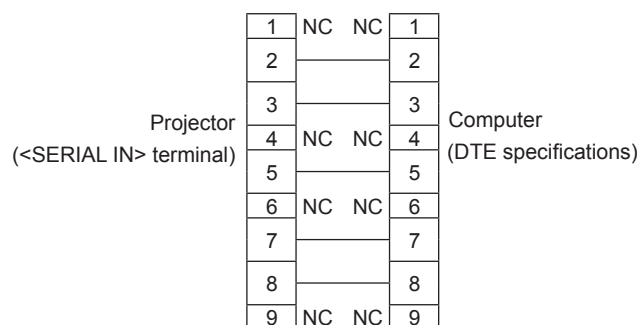 1 NC NC 1
2 2
3 3
Projector
(<SERIAL IN> terminal)
4 NC NC 4
Computer
(DTE specifications)
5 5
6 NC NC 6
7 7
8 8
9 NC NC 9